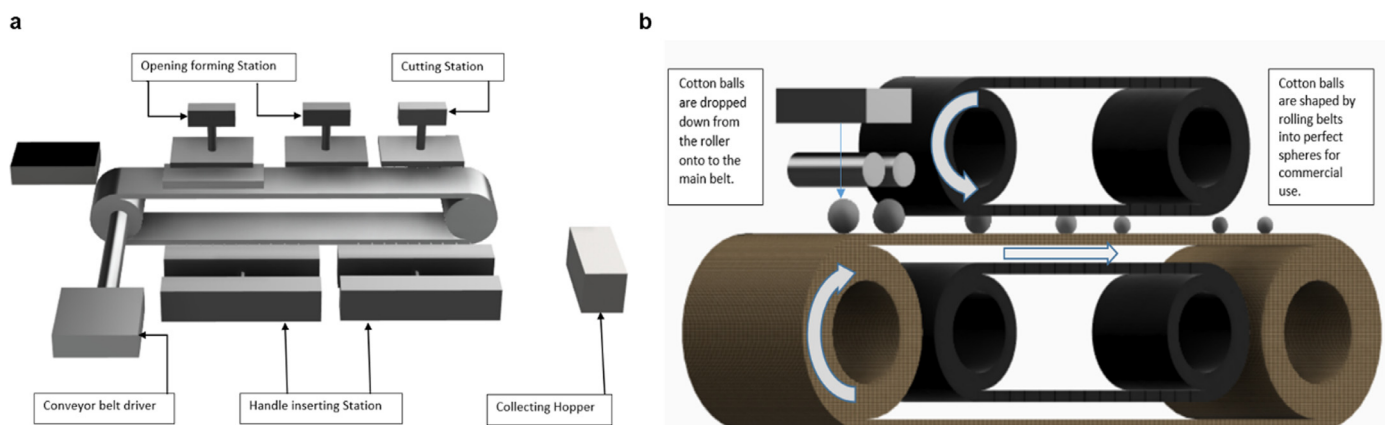 a
Opening forming Station
Cutting Station
Conveyor belt driver
Handle inserting Station
Collecting Hopper
b
Cotton balls
are dropped
down from
the roller
onto to the
main belt.
Cotton balls
are shaped by
rolling belts
into perfect
spheres for
commercial
use.